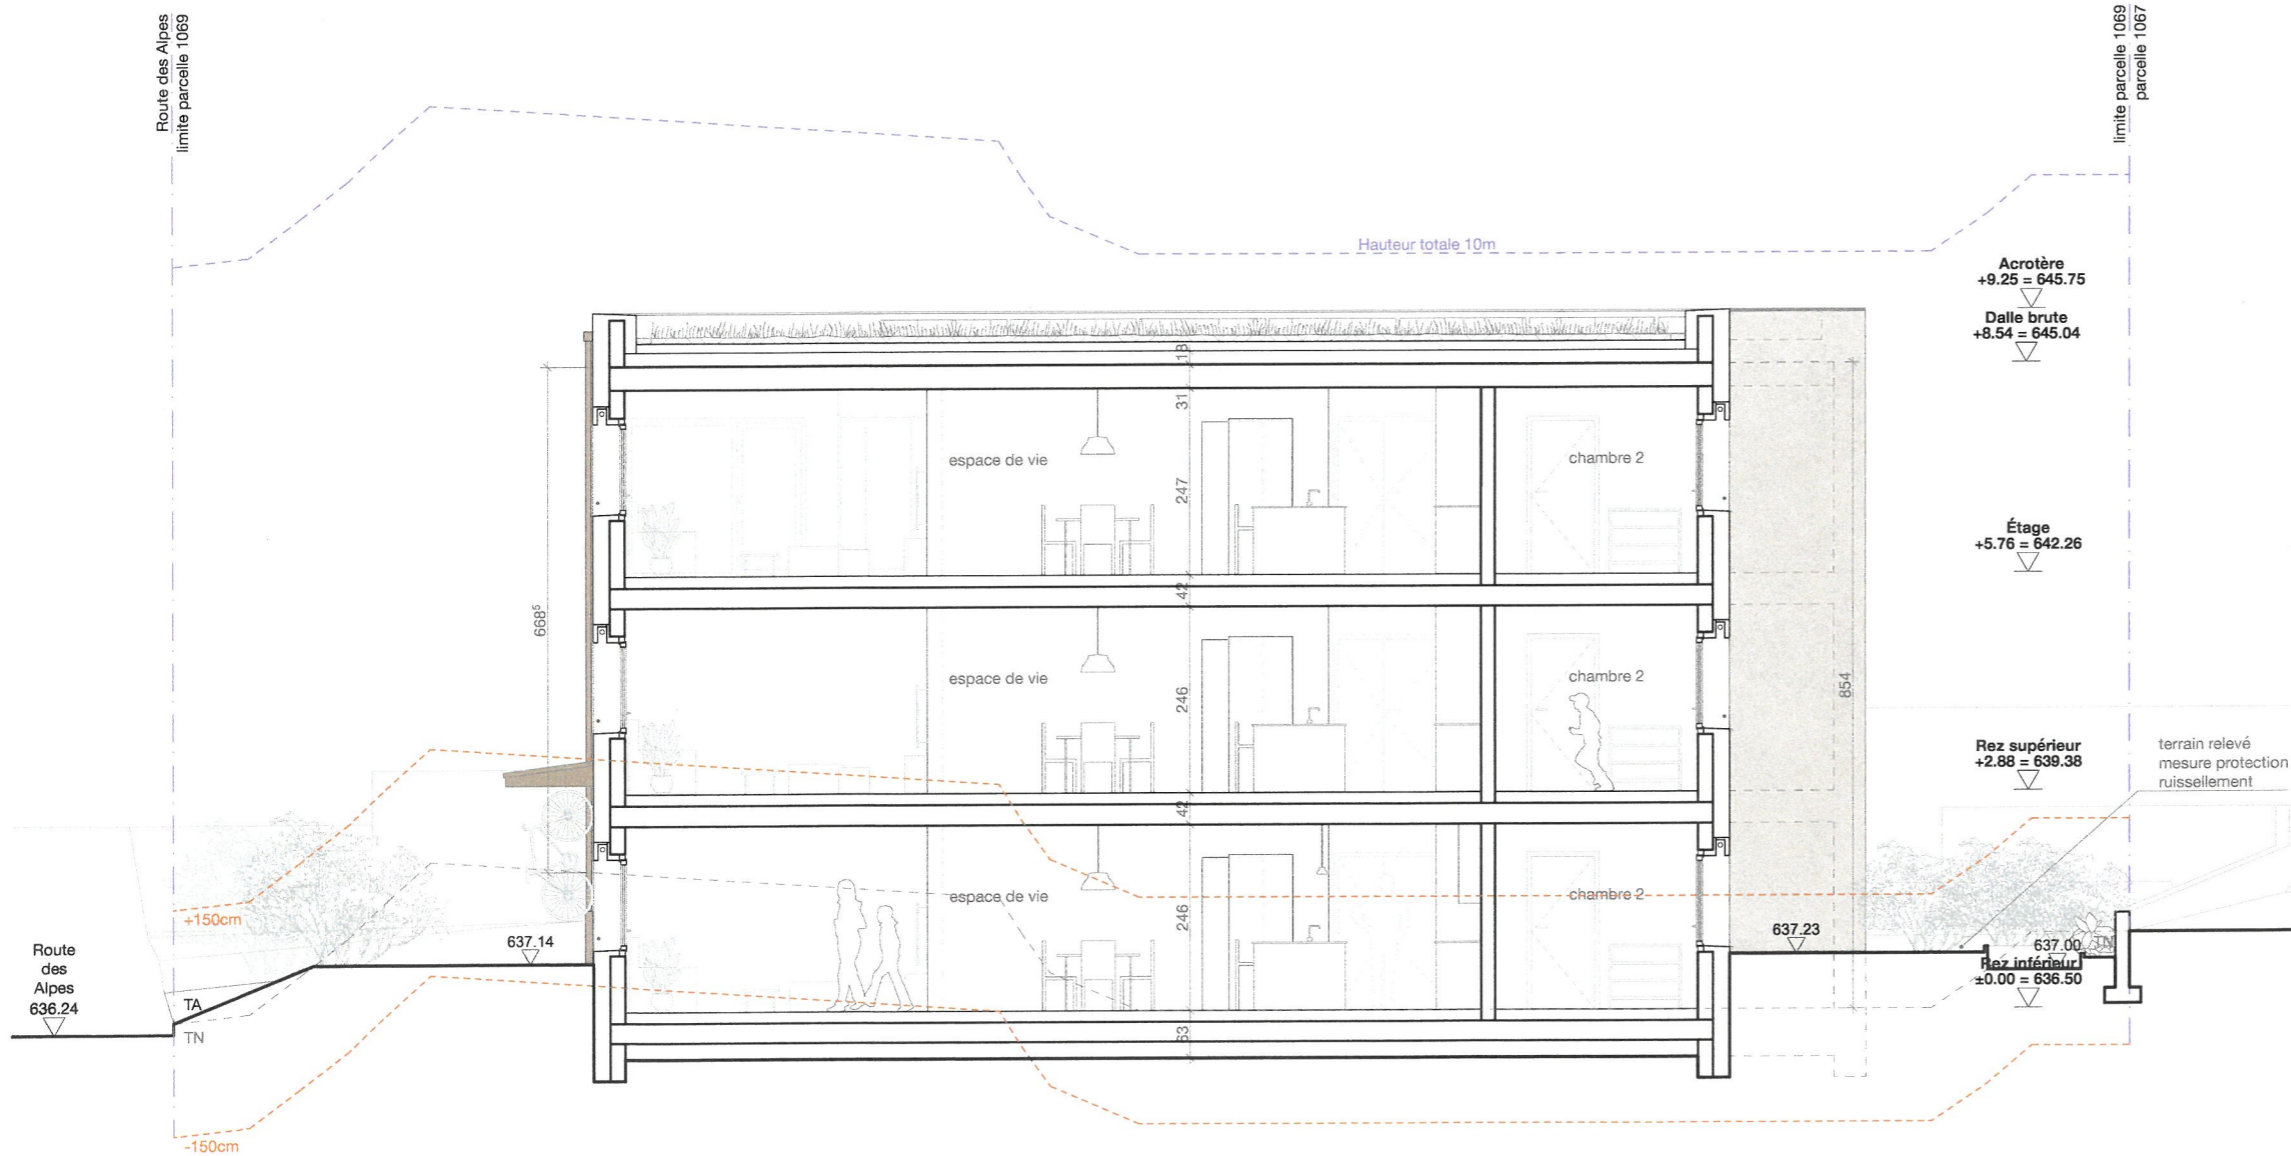 Route des Alpes
limite parcelle 1069
limite parcelle 1069
parcelle 1067
Hauteur totale 10m
Acrotère
+9.25 = 645.75
Dalle brute
+8.54 = 645.04
18
31
espace de vie
247
chambre 2
Étage
+5.76 = 642.26
42
668⁵
espace de vie
246
chambre 2
854
Rez supérieur
+2.88 = 639.38
terrain relevé
mesure protection
ruissellement
42
espace de vie
246
chambre 2
+150cm
637.14
637.23
637.00
TN
Rez inférieur
±0.00 = 636.50
Route
des
Alpes
636.24
TA
TN
63
-150cm